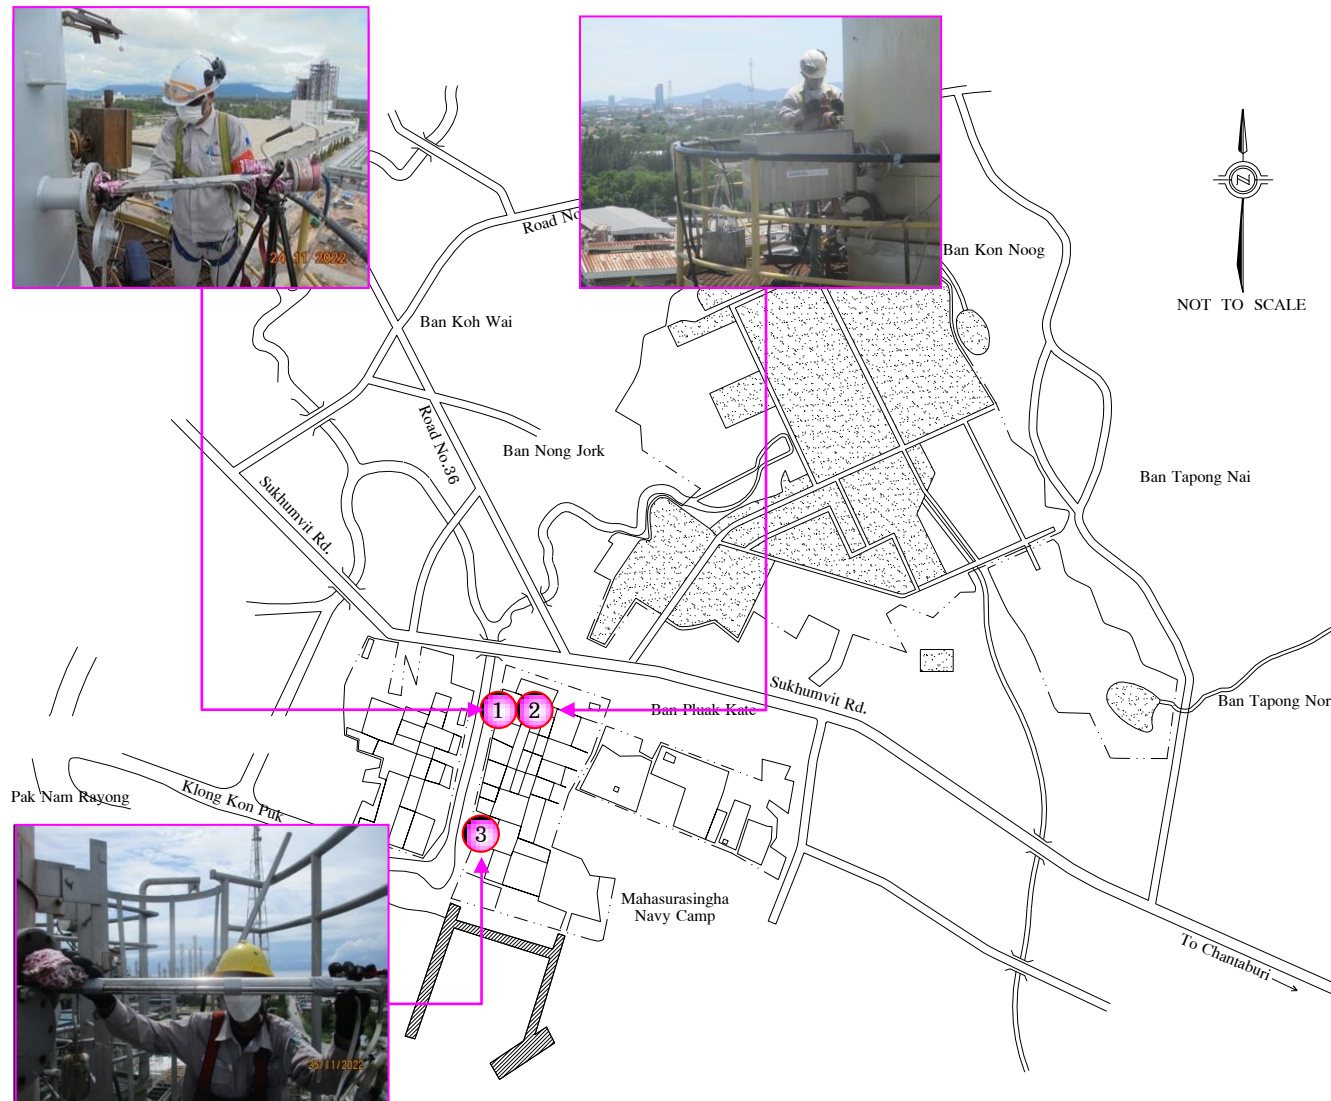 24 11 2022
Road No
Ban Kon Noog
N
NOT TO SCALE
Ban Koh Wai
Road No.36
Ban Nong Jork
Ban Tapong Nai
Sukhumvit Rd.
Sukhumvit Rd.
Ban Tapong Nor
1
2
Ban Pluak Kate
Pak Nam Rayong
Klong Kon Puk
3
Mahasurasingha
Navy Camp
To Chantaburi
25/11/2022